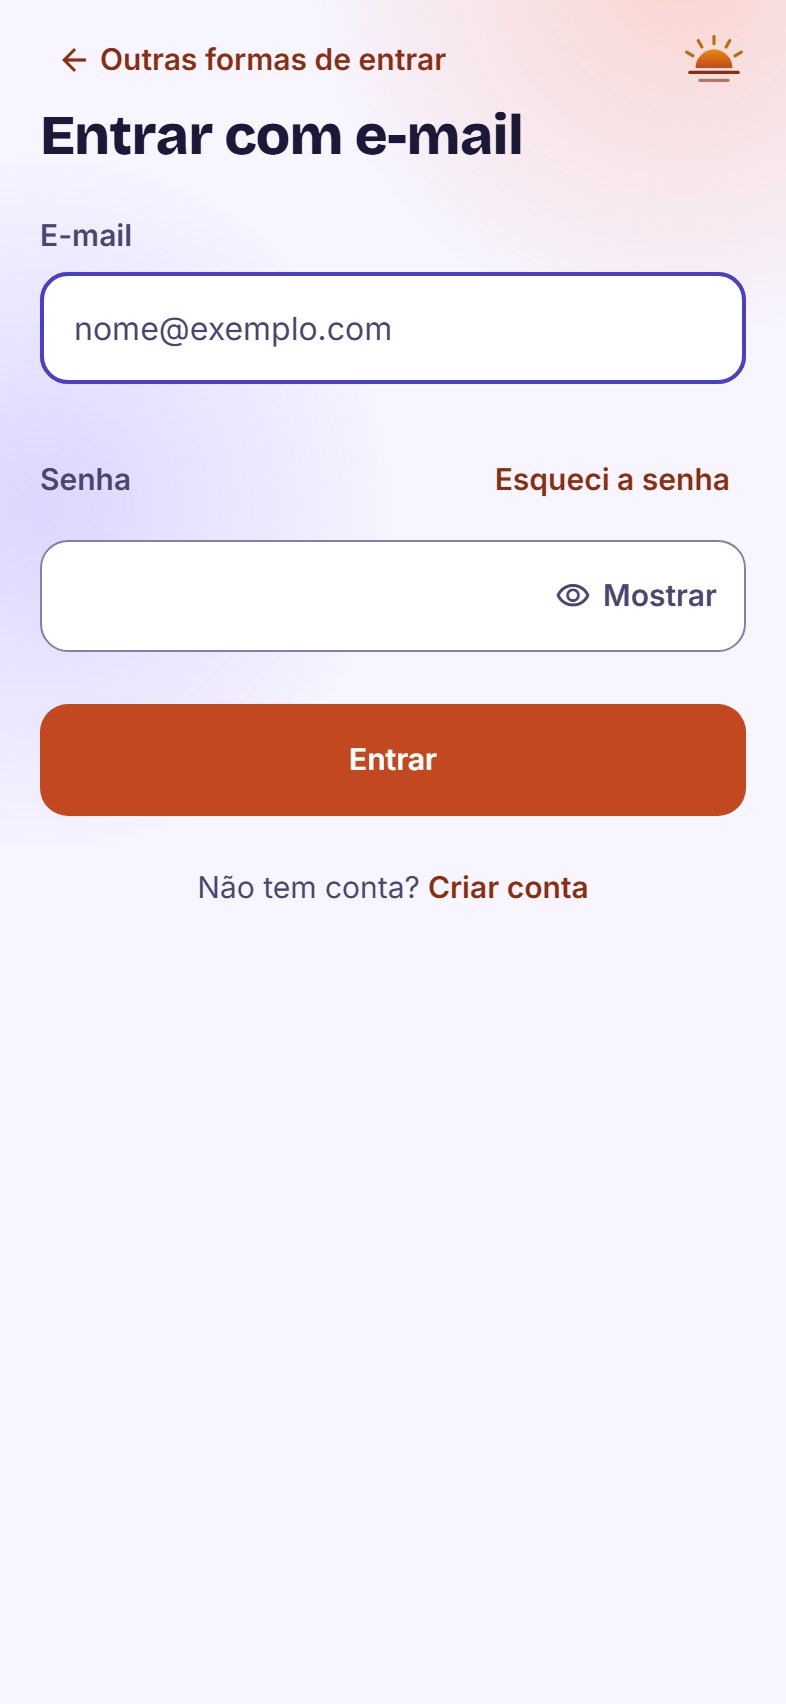 Outras formas de entrar
Entrar com e-mail
E-mail
nome@exemplo.com
Senha
Esqueci a senha
Mostrar
Entrar
Não tem conta? Criar conta